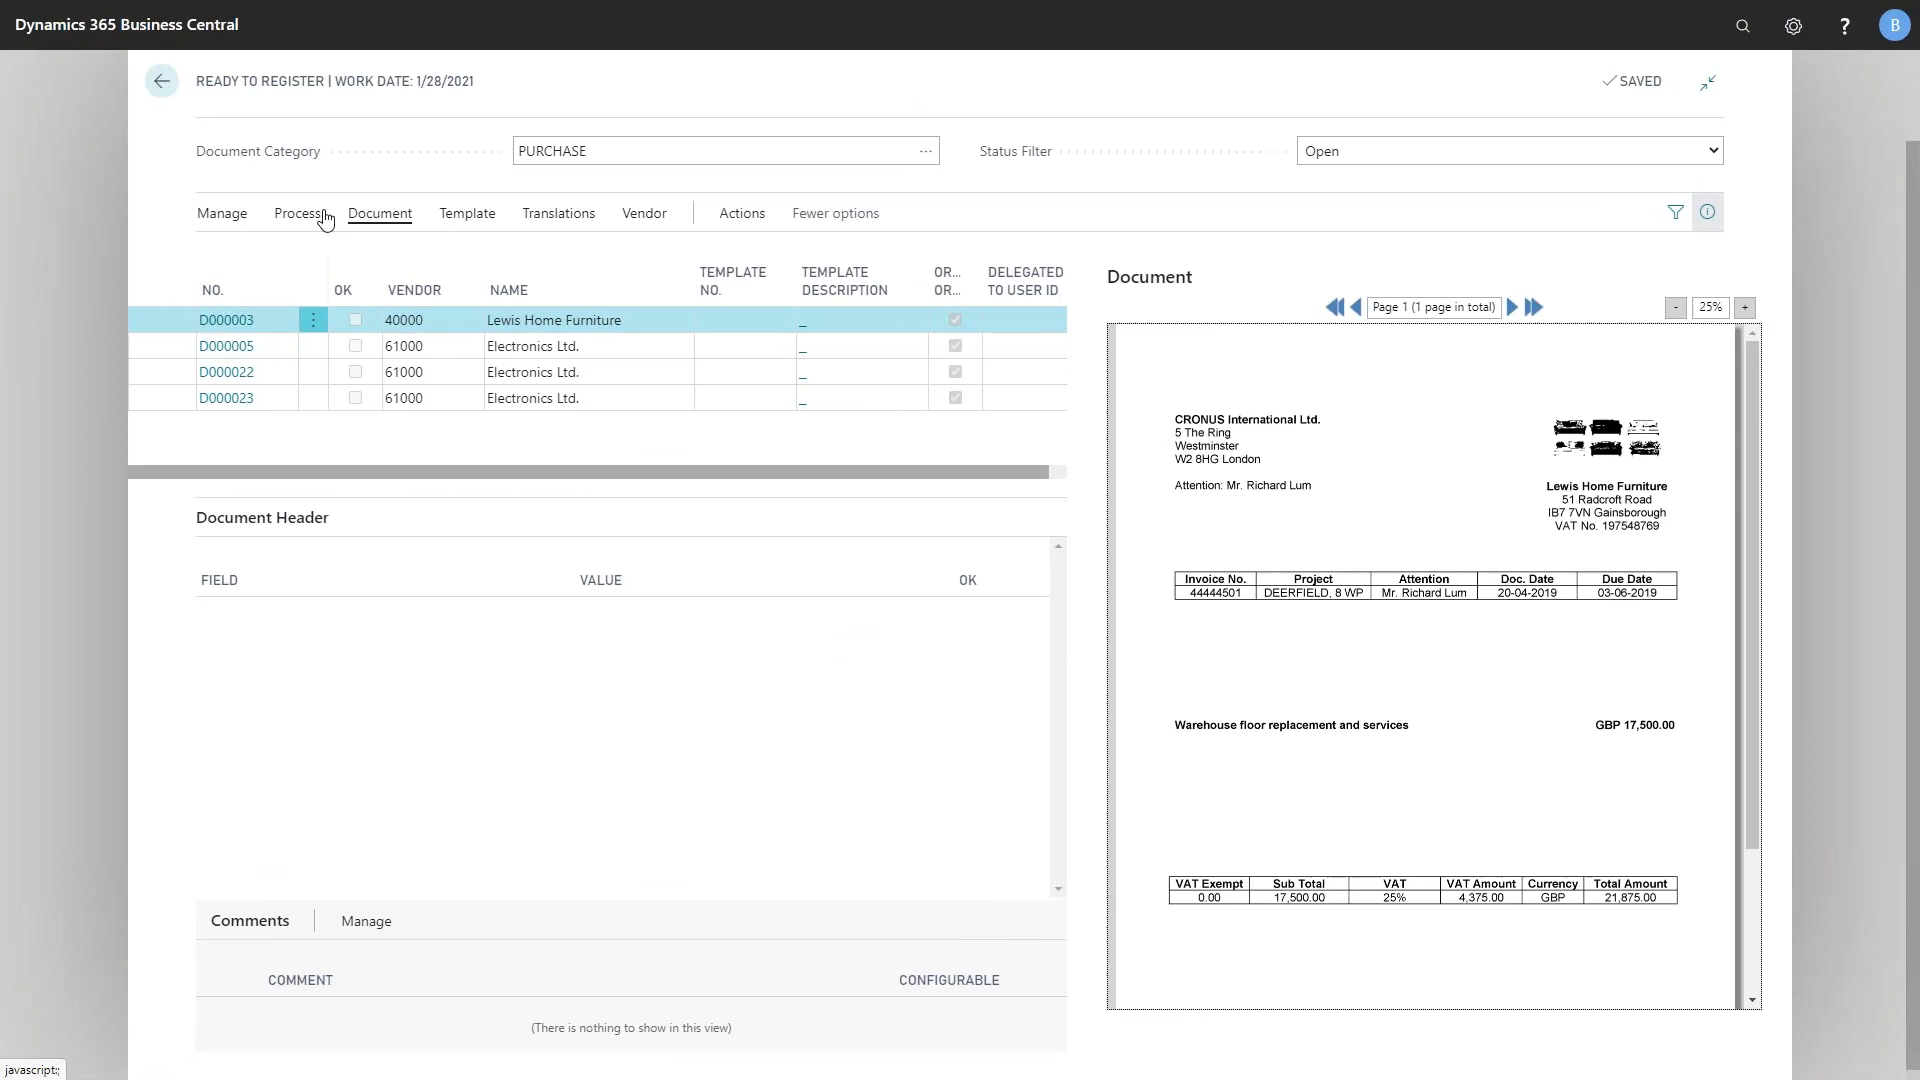 Dynamics 365 Business Central
?
B
READY TO REGISTER | WORK DATE: 1/28/2021
SAVED
Document Category
PURCHASE
...
Status Filter
Open
Manage
Process
Document
Template
Translations
Vendor
Actions
Fewer options
NO. OK VENDOR NAME TEMPLATE NO. TEMPLATE DESCRIPTION OR... OR... DELEGATED TO USER ID
D000003 40000 Lewis Home Furniture _
D000005 61000 Electronics Ltd. _
D000022 61000 Electronics Ltd. _
D000023 61000 Electronics Ltd. _
Document Header
FIELD VALUE OK
Comments
Manage
COMMENT CONFIGURABLE
(There is nothing to show in this view)
Document
Page 1 (1 page in total)
- 25% +
CRONUS International Ltd.
5 The Ring
Westminster
W2 8HG London
Attention: Mr. Richard Lum
Lewis Home Furniture
51 Radcroft Road
IB7 7VN Gainsborough
VAT No. 197548769
Invoice No. Project Attention Doc. Date Due Date
44444501 DEERFIELD, 8 WP Mr. Richard Lum 20-04-2019 03-06-2019
Warehouse floor replacement and services GBP 17,500.00
VAT Exempt Sub Total VAT VAT Amount Currency Total Amount
0.00 17,500.00 25% 4,375.00 GBP 21,875.00
javascript:;